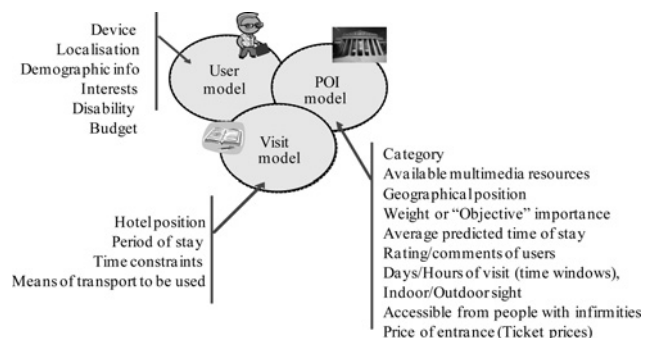 Device
Localisation
Demographic info
Interests
Disability
Budget
User
model
POI
model
Visit
model
Hotel position
Period of stay
Time constraints
Means of transport to be used
Category
Available multimedia resources
Geographical position
Weight or “Objective” importance
Average predicted time of stay
Rating/comments of users
Days/Hours of visit (time windows),
Indoor/Outdoor sight
Accessible from people with infirmities
Price of entrance (Ticket prices)